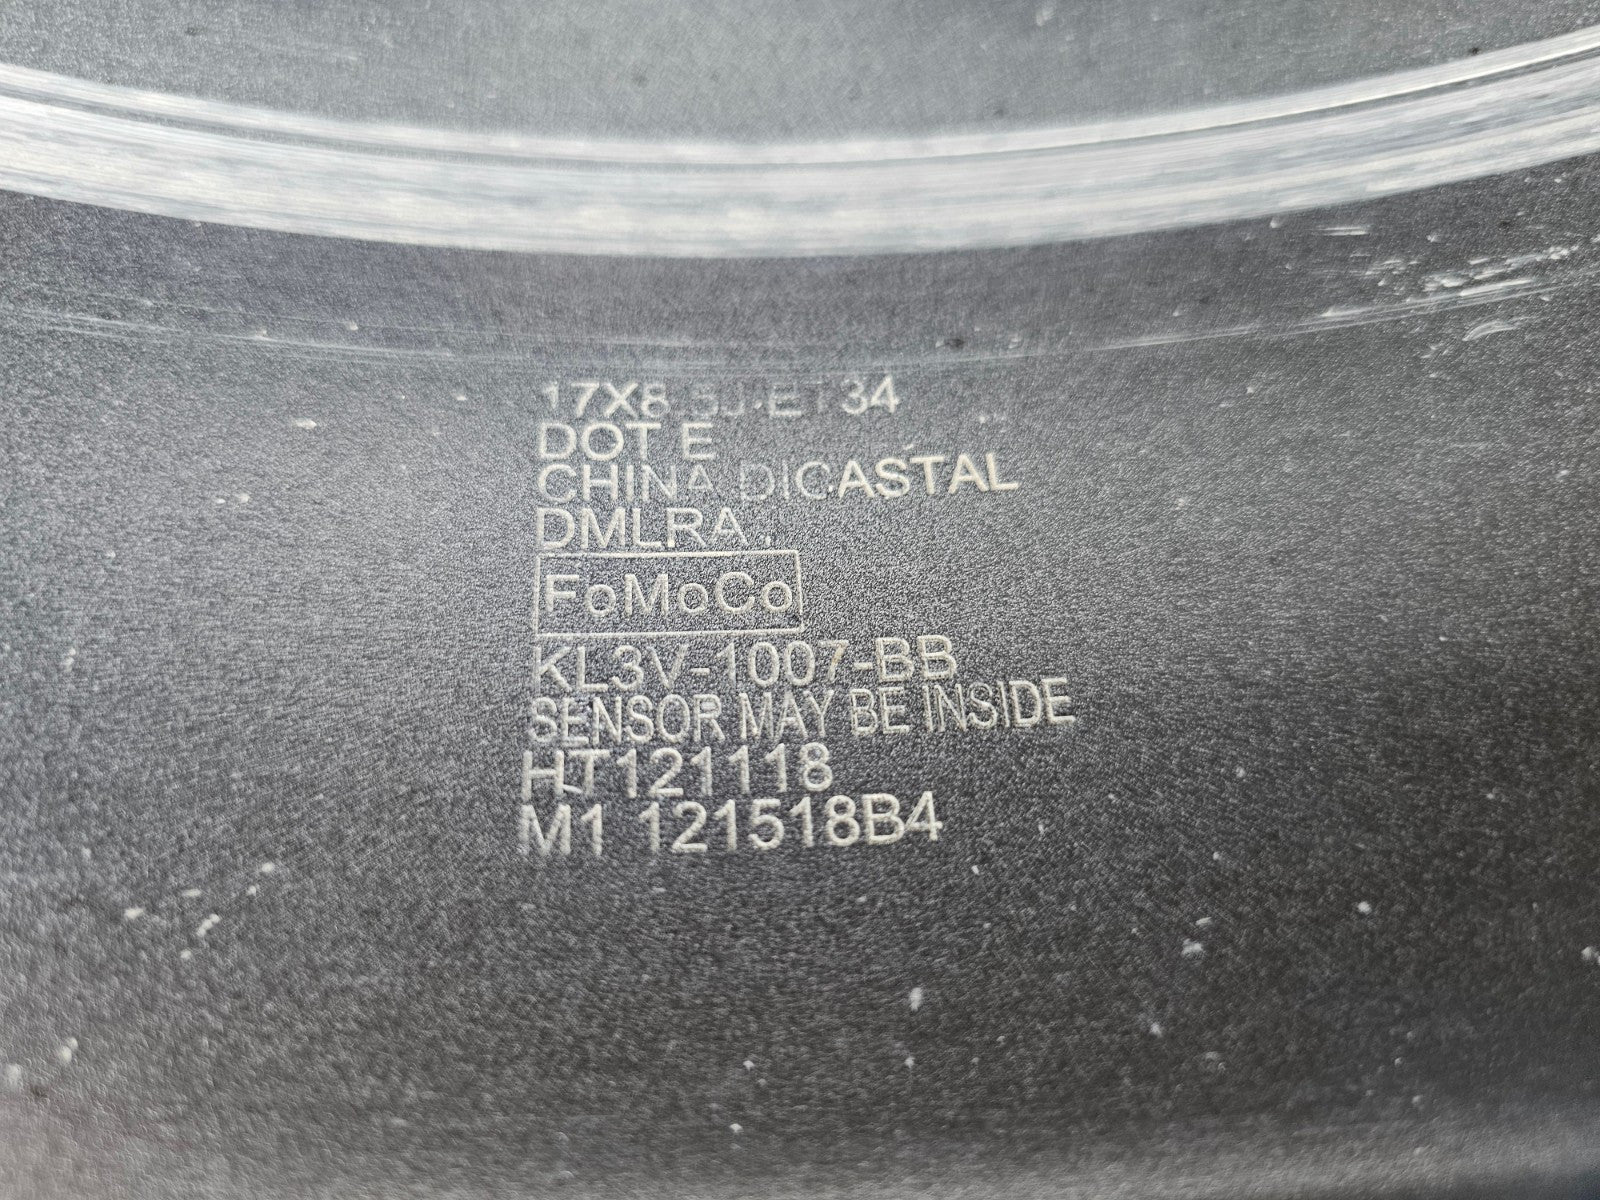 17X8.5J ET34
DOT E
CHINA DICASTAL
DMLRA
FoMoCo
KL3V-1007-BB
SENSOR MAY BE INSIDE
HT121118
M1 121518B4